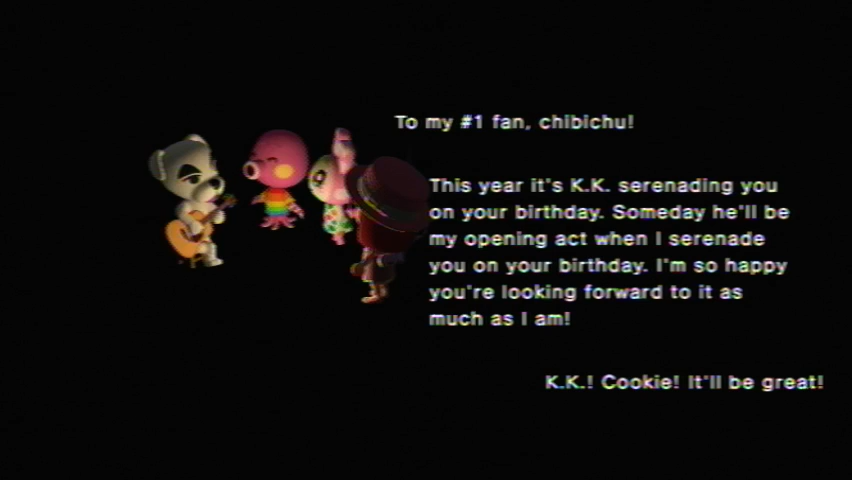 To my #1 fan, chibichu!
This year it's K.K. serenading you
on your birthday. Someday he'll be
my opening act when I serenade
you on your birthday. I'm so happy
you're looking forward to it as
much as I am!
K.K.! Cookie! It'll be great!